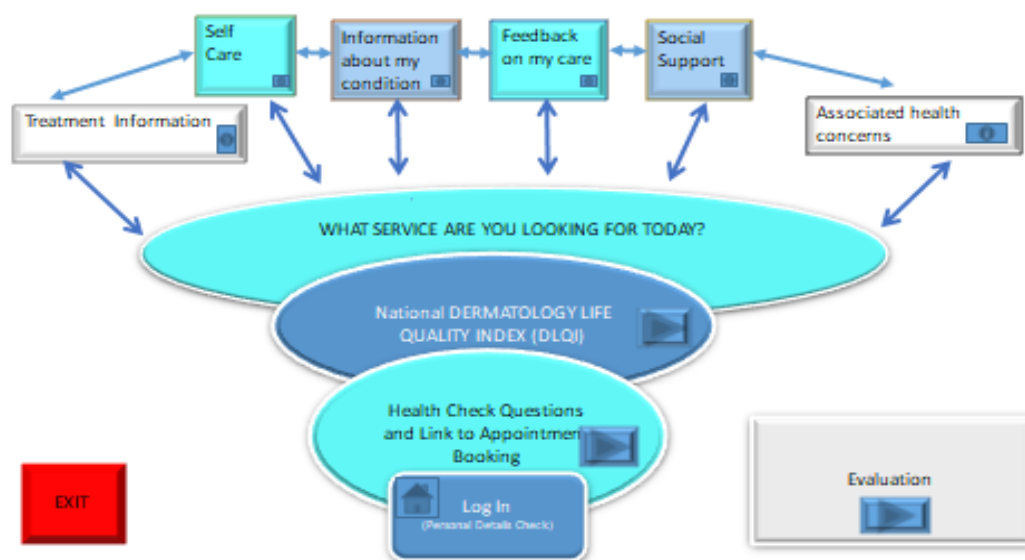 Self
Care
Information
about my
condition
Feedback
on my care
Social
Support
Treatment Information
Associated health
concerns
WHAT SERVICE ARE YOU LOOKING FOR TODAY?
National DERMATOLOGY LIFE
QUALITY INDEX (DLQI)
Health Check Questions
and Link to Appointment
Booking
EXIT
Log In
(Personal Details Check)
Evaluation